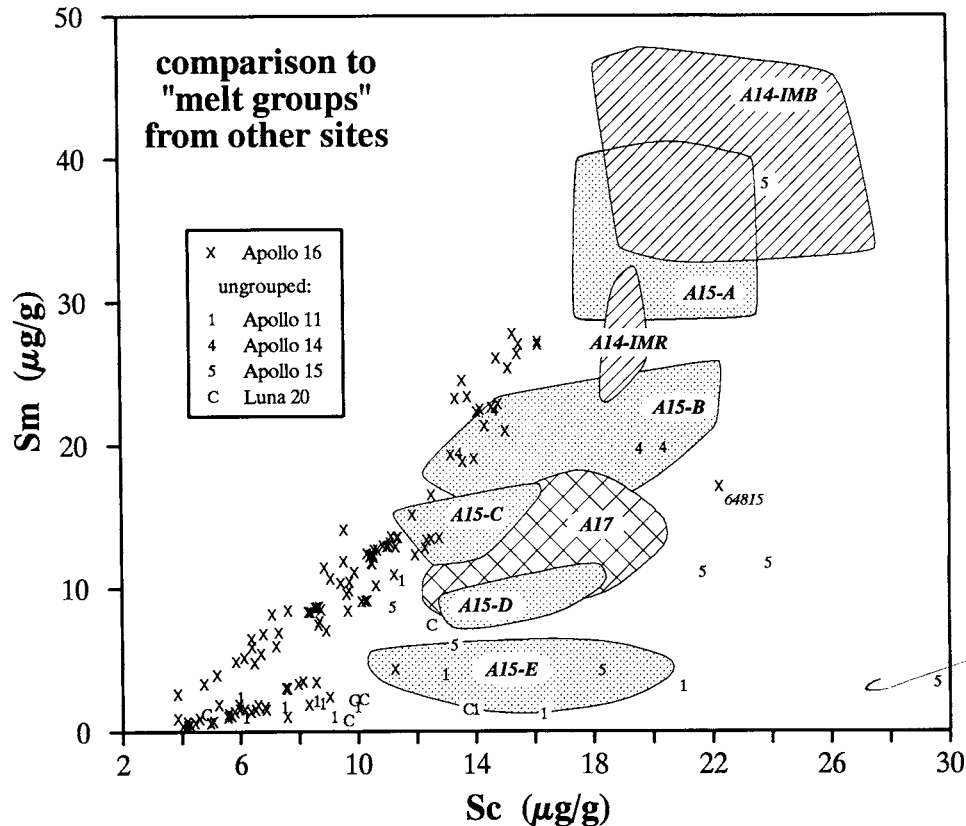 comparison to
"melt groups"
from other sites
X Apollo 16
ungrouped:
1 Apollo 11
4 Apollo 14
5 Apollo 15
C Luna 20
A14-IMB
A15-A
A14-IMR
A15-B
A15-C
A17
A15-D
A15-E
64815
50
40
30
20
10
0
Sm (μg/g)
2 6 10 14 18 22 26 30
Sc (μg/g)